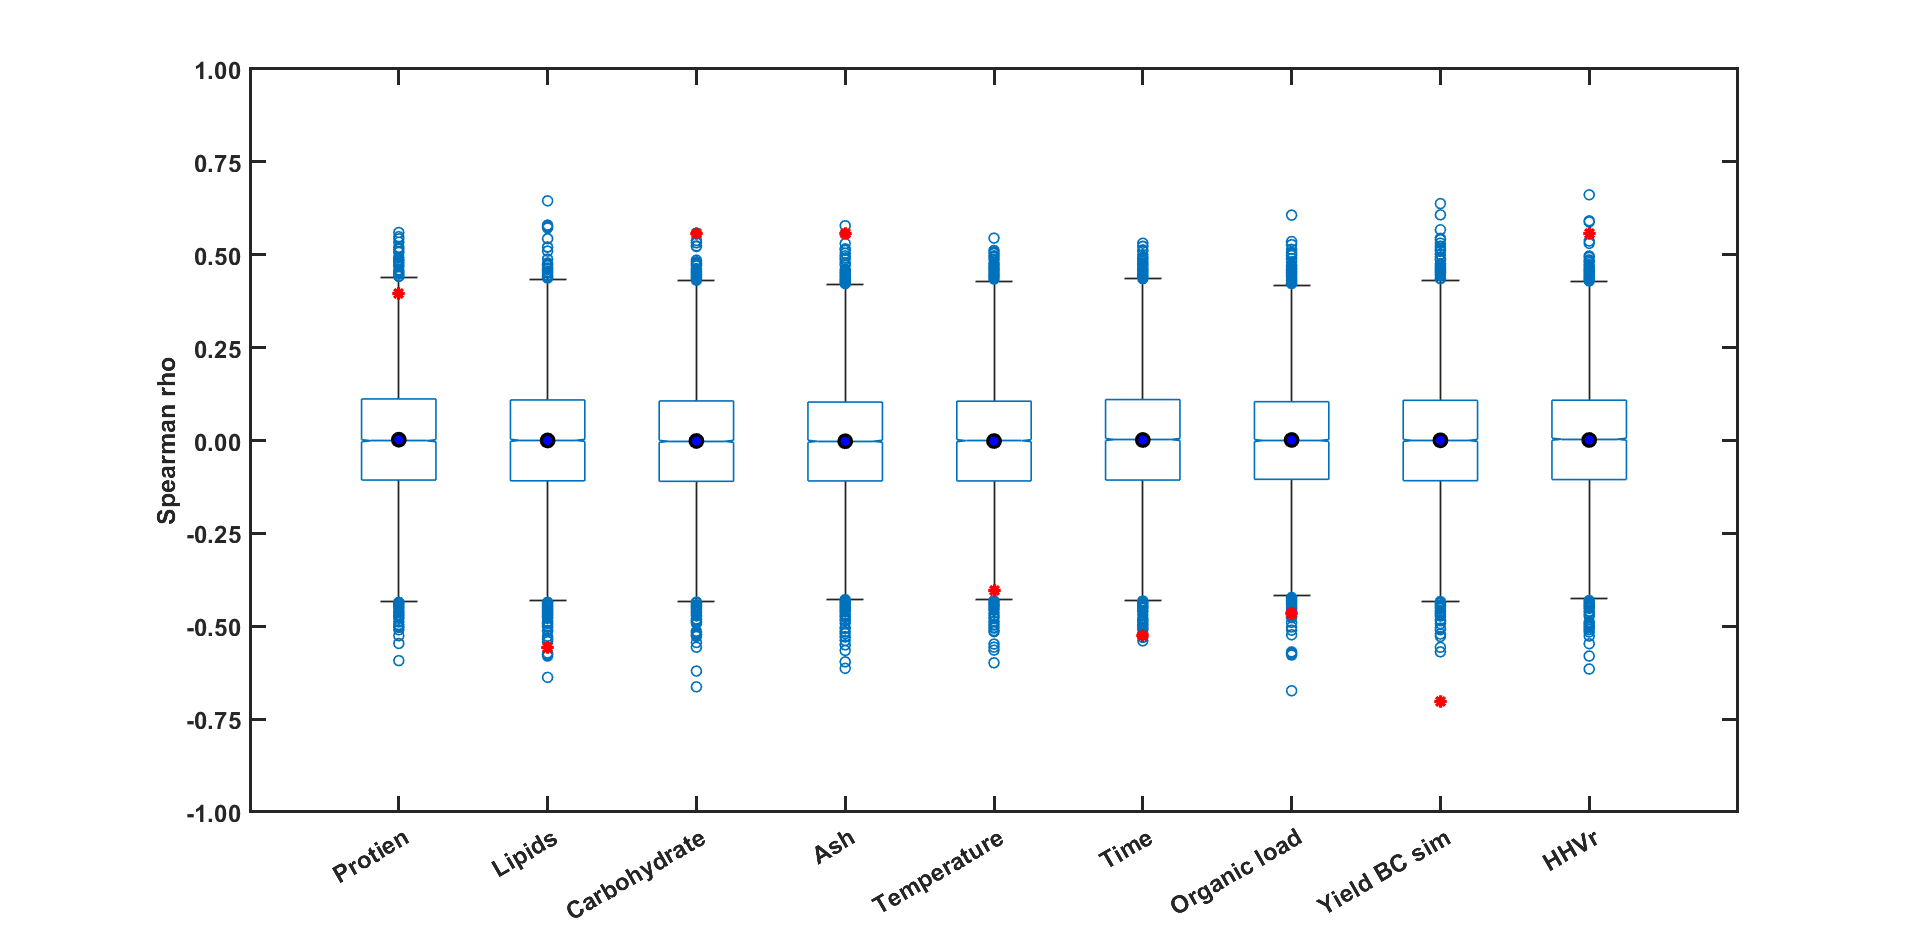 1.00
0.75
0.50
0.25
0.00
-0.25
-0.50
-0.75
-1.00
Spearman rho
Protien
Lipids
Carbohydrate
Ash
Temperature
Time
Organic load
Yield BC sim
HHVr